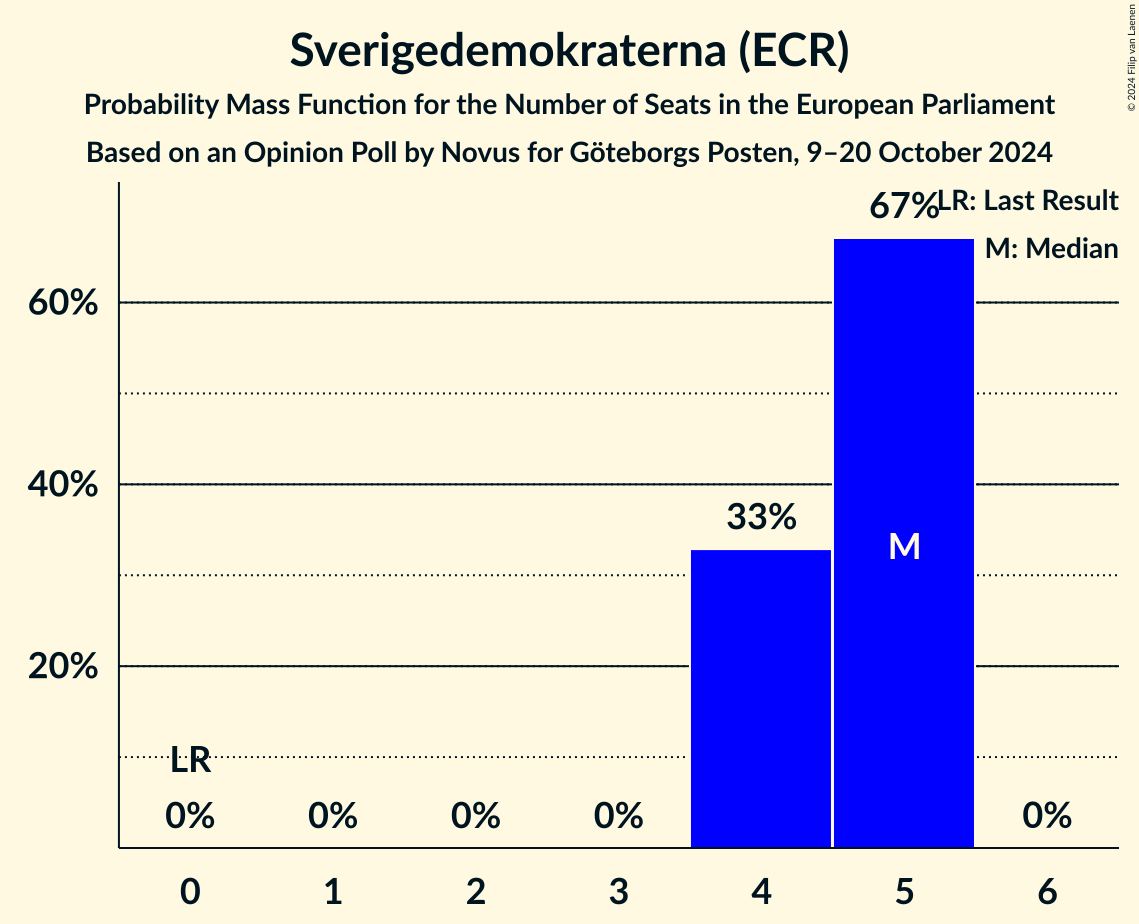 Sverigedemokraterna (ECR)
Probability Mass Function for the Number of Seats in the European Parliament
Based on an Opinion Poll by Novus for Göteborgs Posten, 9–20 October 2024
© 2024 Filip van Laenen
LR: Last Result
M: Median
67%
60%
40%
33%
M
20%
LR
0% 0% 0% 0% 0%
0 1 2 3 4 5 6